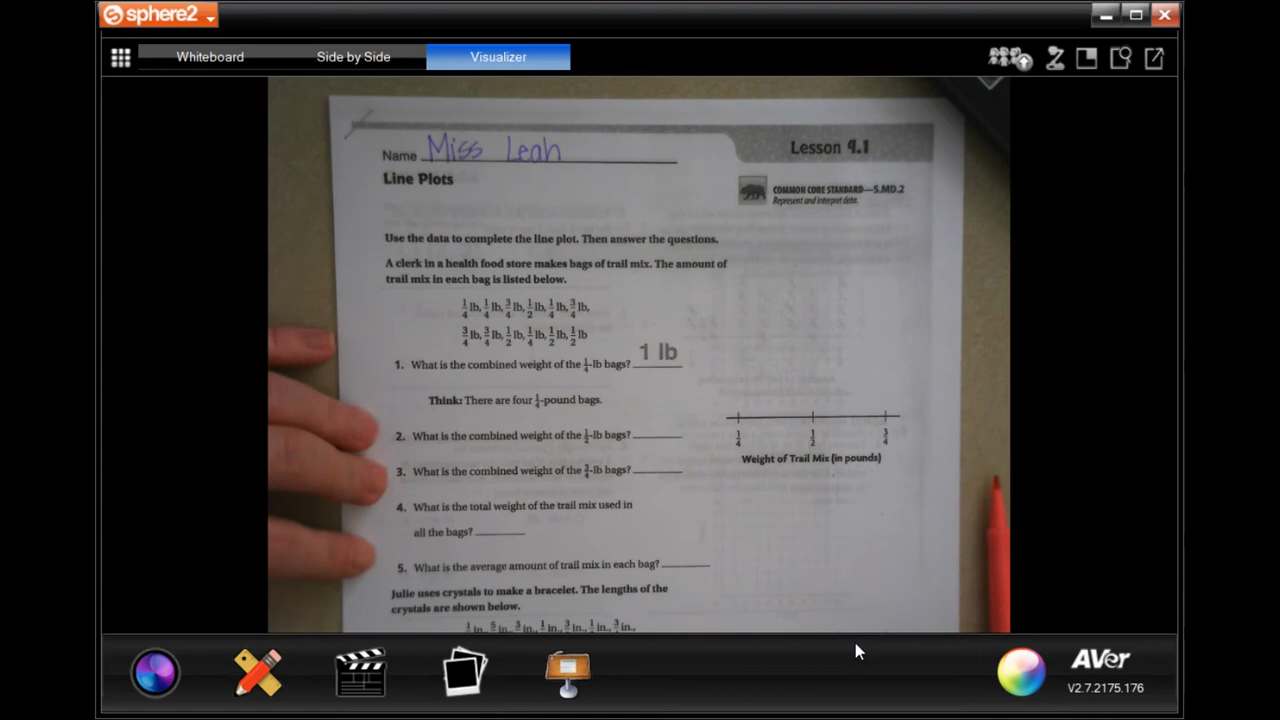 sphere2
Whiteboard
Side by Side
Visualizer
Name Miss Leah
Lesson 9.1
Line Plots
COMMON CORE STANDARD—5.MD.2
Represent and interpret data.
Use the data to complete the line plot. Then answer the questions.
A clerk in a health food store makes bags of trail mix. The amount of
trail mix in each bag is listed below.
1/4 lb, 1/4 lb, 3/4 lb, 1/2 lb, 1/4 lb, 3/4 lb,
3/4 lb, 3/4 lb, 1/2 lb, 1/4 lb, 1/2 lb, 1/2 lb
1. What is the combined weight of the 1/4-lb bags? 1 lb
Think: There are four 1/4-pound bags.
2. What is the combined weight of the 1/2-lb bags?
3. What is the combined weight of the 3/4-lb bags?
1/4 1/2 3/4
Weight of Trail Mix (in pounds)
4. What is the total weight of the trail mix used in
all the bags?
5. What is the average amount of trail mix in each bag?
Julie uses crystals to make a bracelet. The lengths of the
crystals are shown below.
AVer
V2.7.2175.176